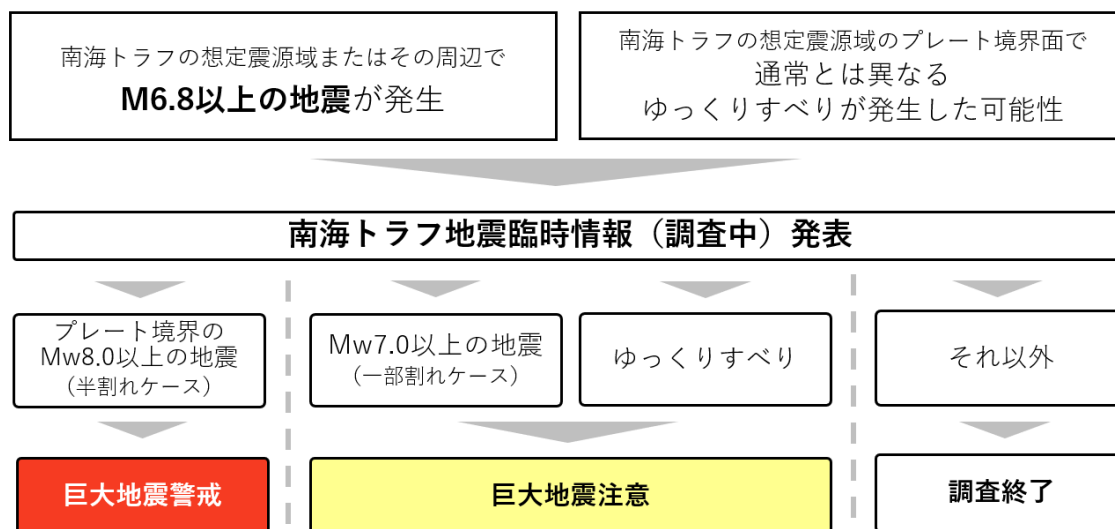 南海トラフの想定震源域またはその周辺で
M6.8以上の地震が発生
南海トラフの想定震源域のプレート境界面で
通常とは異なる
ゆっくりすべりが発生した可能性
南海トラフ地震臨時情報（調査中）発表
プレート境界の
Mw8.0以上の地震
（半割れケース）
Mw7.0以上の地震
（一部割れケース）
ゆっくりすべり
それ以外
巨大地震警戒
巨大地震注意
調査終了